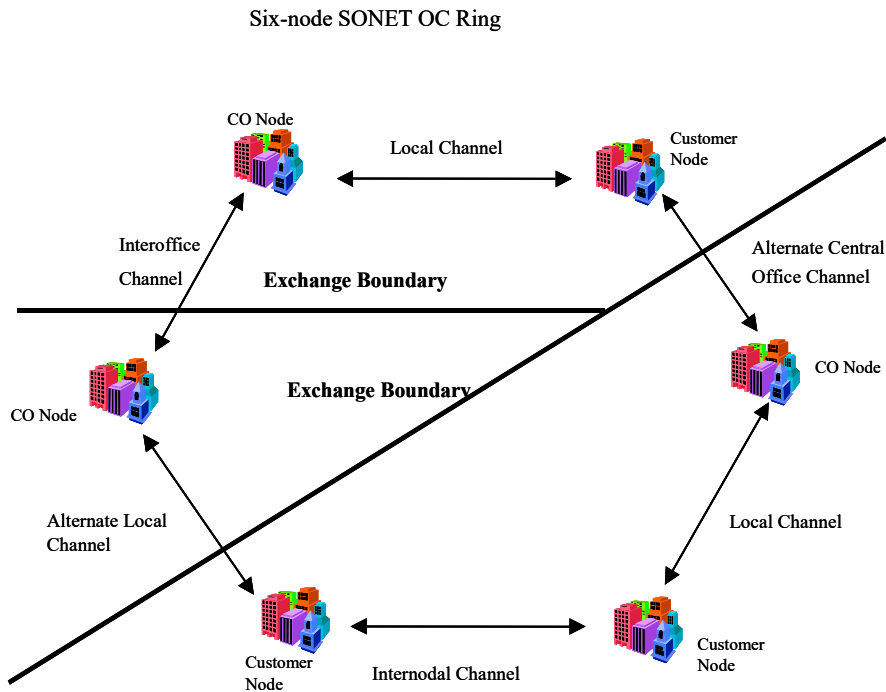 Six-node SONET OC Ring
CO Node
Local Channel
Customer
Node
Interoffice
Channel
Exchange Boundary
Alternate Central
Office Channel
Exchange Boundary
CO Node
CO Node
Alternate Local
Channel
Local Channel
Customer
Node
Internodal Channel
Customer
Node